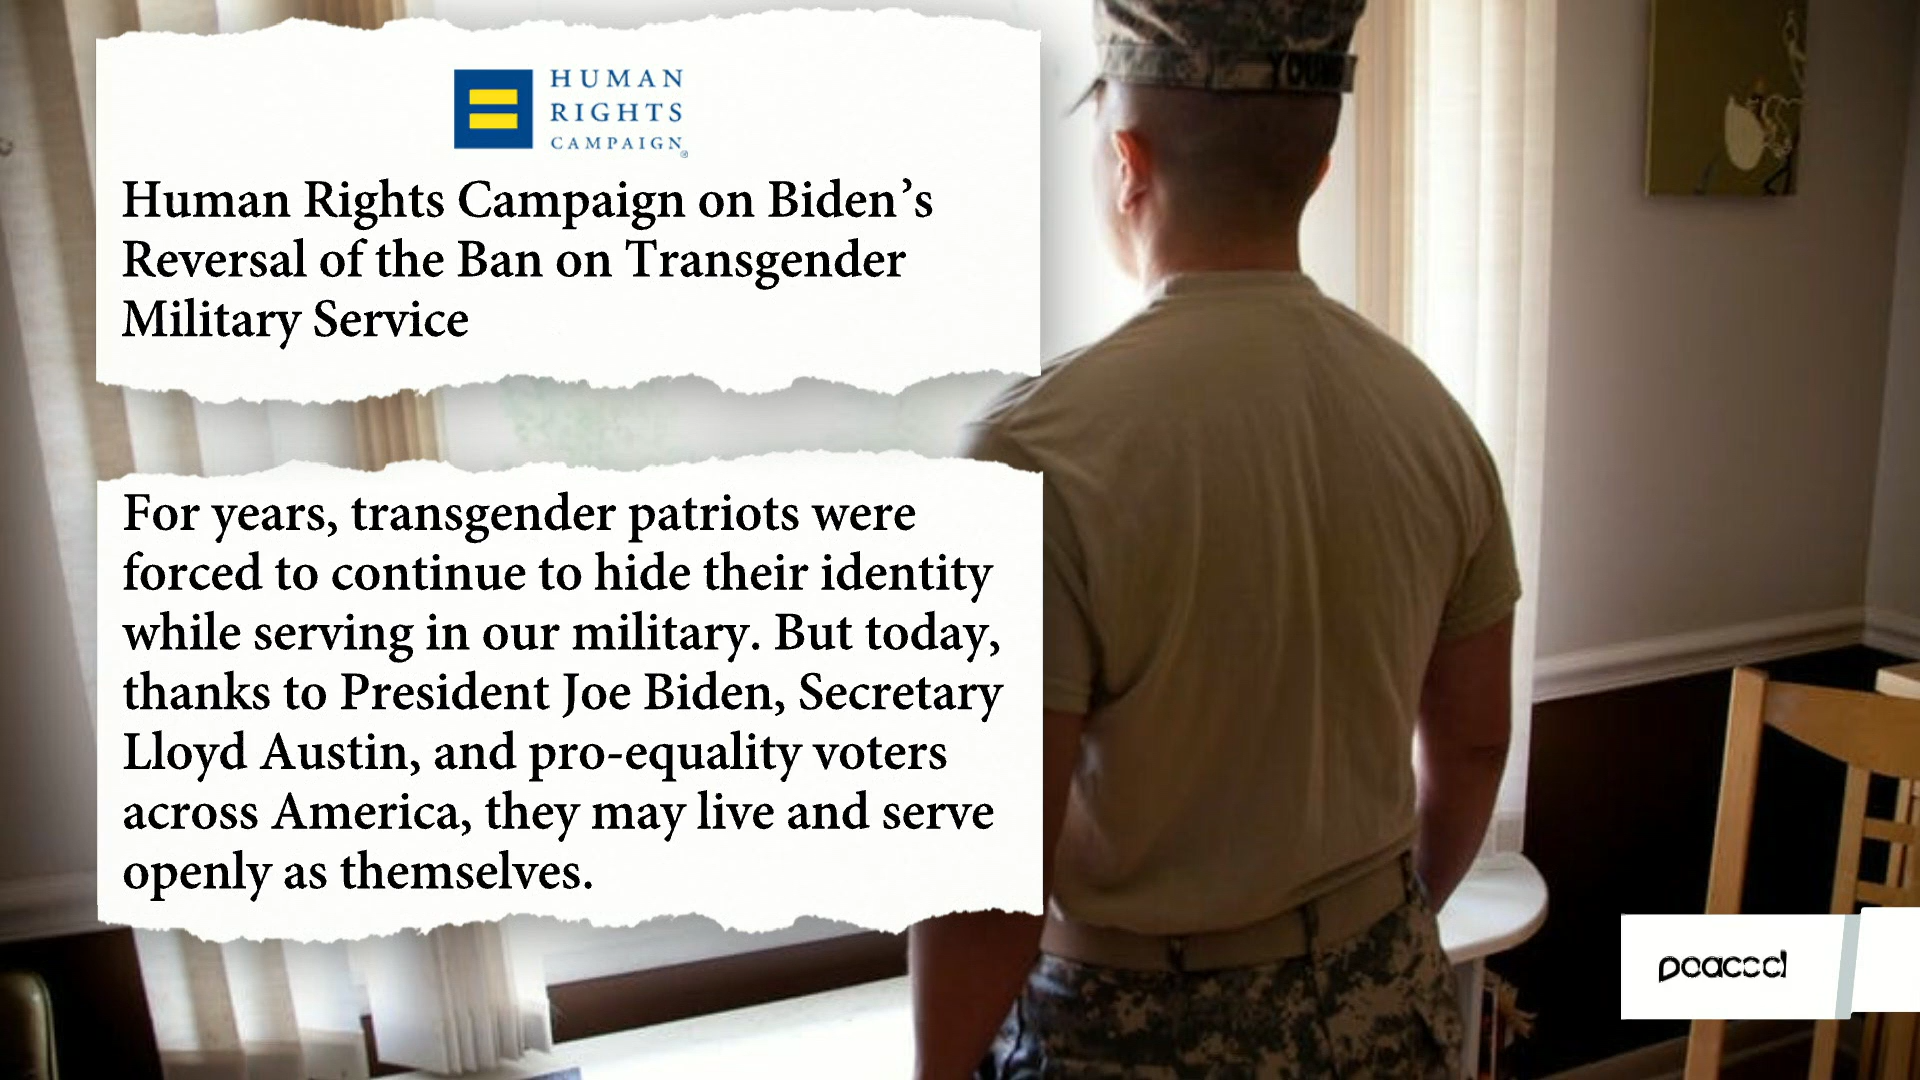 HUMAN
RIGHTS
CAMPAIGN®
Human Rights Campaign on Biden’s
Reversal of the Ban on Transgender
Military Service
For years, transgender patriots were
forced to continue to hide their identity
while serving in our military. But today,
thanks to President Joe Biden, Secretary
Lloyd Austin, and pro-equality voters
across America, they may live and serve
openly as themselves.